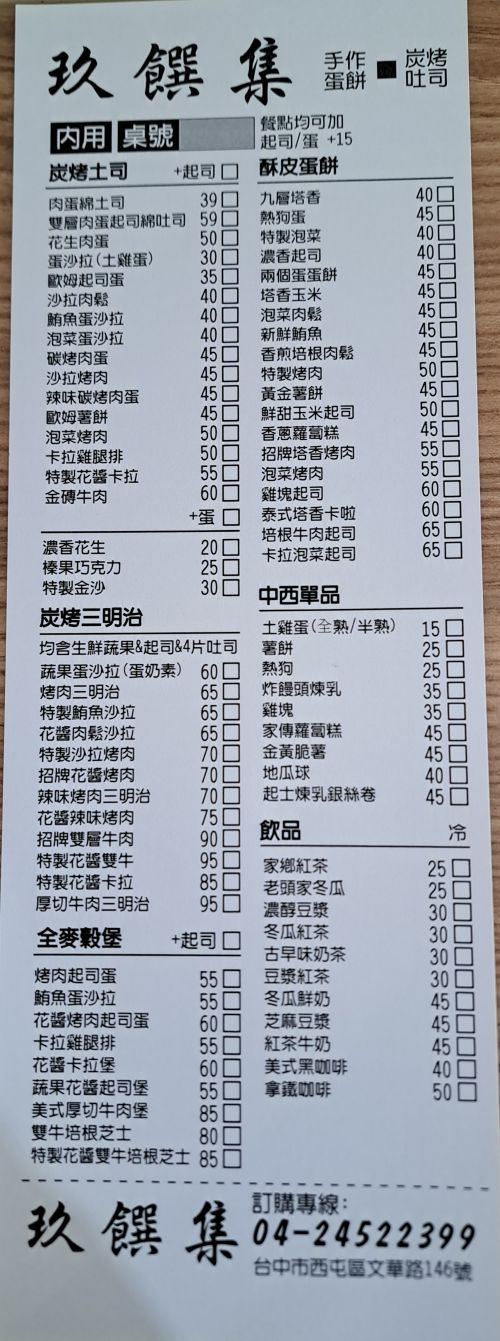 玖饌集
手作蛋餅 ■ 炭烤吐司
內用 桌號
餐點均可加
起司/蛋 +15
炭烤土司 +起司 □
肉蛋綿土司 39 □
雙層肉蛋起司綿吐司 59 □
花生肉蛋 50 □
蛋沙拉(土雞蛋) 30 □
歐姆起司蛋 35 □
沙拉肉鬆 40 □
鮪魚蛋沙拉 40 □
泡菜蛋沙拉 40 □
碳烤肉蛋 45 □
沙拉烤肉 45 □
辣味碳烤肉蛋 45 □
歐姆薯餅 45 □
泡菜烤肉 50 □
卡拉雞腿排 50 □
特製花醬卡拉 55 □
金磚牛肉 60 □
+蛋 □
濃香花生 20 □
榛果巧克力 25 □
特製金沙 30 □
炭烤三明治
均含生鮮蔬果&起司&4片吐司
蔬果蛋沙拉(蛋奶素) 60 □
烤肉三明治 65 □
特製鮪魚沙拉 65 □
花醬肉鬆沙拉 65 □
特製沙拉烤肉 70 □
招牌花醬烤肉 70 □
辣味烤肉三明治 70 □
花醬辣味烤肉 75 □
招牌雙層牛肉 90 □
特製花醬雙牛 95 □
特製花醬卡拉 85 □
厚切牛肉三明治 95 □
全麥穀堡 +起司 □
烤肉起司蛋 55 □
鮪魚蛋沙拉 55 □
花醬烤肉起司蛋 60 □
卡拉雞腿排 55 □
花醬卡拉堡 60 □
蔬果花醬起司堡 55 □
美式厚切牛肉堡 85 □
雙牛培根芝士 80 □
特製花醬雙牛培根芝士 85 □
酥皮蛋餅
九層塔香 40 □
熱狗蛋 45 □
特製泡菜 40 □
濃香起司 40 □
兩個蛋蛋餅 45 □
塔香玉米 45 □
泡菜肉鬆 45 □
新鮮鮪魚 45 □
香煎培根肉鬆 45 □
特製烤肉 50 □
黃金薯餅 45 □
鮮甜玉米起司 50 □
香蔥蘿蔔糕 45 □
招牌塔香烤肉 55 □
泡菜烤肉 55 □
雞塊起司 60 □
泰式塔香卡啦 60 □
培根牛肉起司 65 □
卡拉泡菜起司 65 □
中西單品
土雞蛋(全熟/半熟) 15 □
薯餅 25 □
熱狗 25 □
炸饅頭煉乳 35 □
雞塊 35 □
家傳蘿蔔糕 45 □
金黃脆薯 45 □
地瓜球 40 □
起士煉乳銀絲卷 45 □
飲品 冷
家鄉紅茶 25 □
老頭家冬瓜 25 □
濃醇豆漿 30 □
冬瓜紅茶 30 □
古早味奶茶 30 □
豆漿紅茶 30 □
冬瓜鮮奶 45 □
芝麻豆漿 45 □
紅茶牛奶 45 □
美式黑咖啡 40 □
拿鐵咖啡 50 □
玖饌集
訂購專線:
04-24522399
台中市西屯區文華路146號